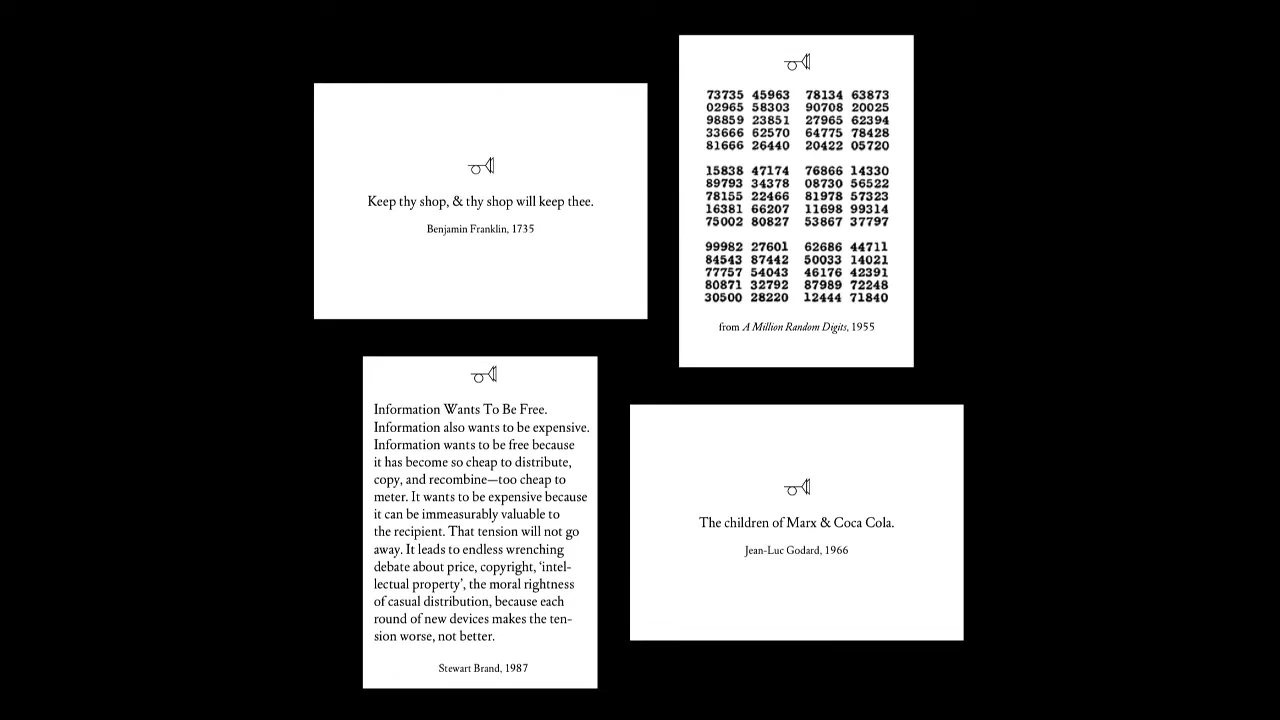 Keep thy shop, & thy shop will keep thee.
Benjamin Franklin, 1735
73735 45963 78134 63873
02965 58303 90708 20025
98859 23851 27965 62394
33666 62570 64775 78428
81666 26440 20422 05720
15838 47174 76866 14330
89793 34378 08730 56522
78155 22466 81978 57323
16381 66207 11698 99314
75002 80827 53867 37797
99982 27601 62686 44711
84543 87442 50033 14021
77757 54043 46176 42391
80871 32792 87989 72248
30500 28220 12444 71840
from A Million Random Digits, 1955
Information Wants To Be Free.
Information also wants to be expensive.
Information wants to be free because
it has become so cheap to distribute,
copy, and recombine—too cheap to
meter. It wants to be expensive because
it can be immeasurably valuable to
the recipient. That tension will not go
away. It leads to endless wrenching
debate about price, copyright, ‘intel-
lectual property’, the moral rightness
of casual distribution, because each
round of new devices makes the ten-
sion worse, not better.
Stewart Brand, 1987
The children of Marx & Coca Cola.
Jean-Luc Godard, 1966